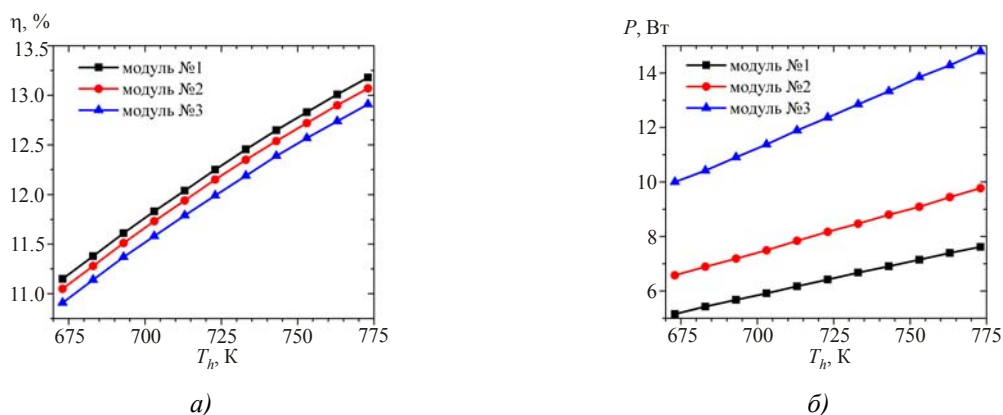 η, %
13.5
13.0
12.5
12.0
11.5
11.0
модуль №1
модуль №2
модуль №3
675 700 725 750 775
T_h, К
а)
P, Вт
14
12
10
8
6
модуль №1
модуль №2
модуль №3
675 700 725 750 775
T_h, К
б)